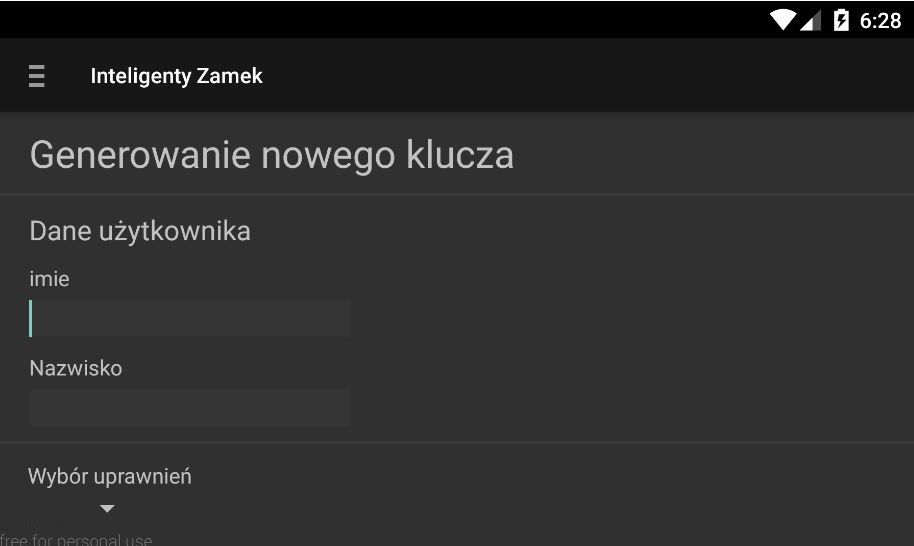 6:28
Inteligenty Zamek
Generowanie nowego klucza
Dane użytkownika
imie
Nazwisko
Wybór uprawnień
free for personal use